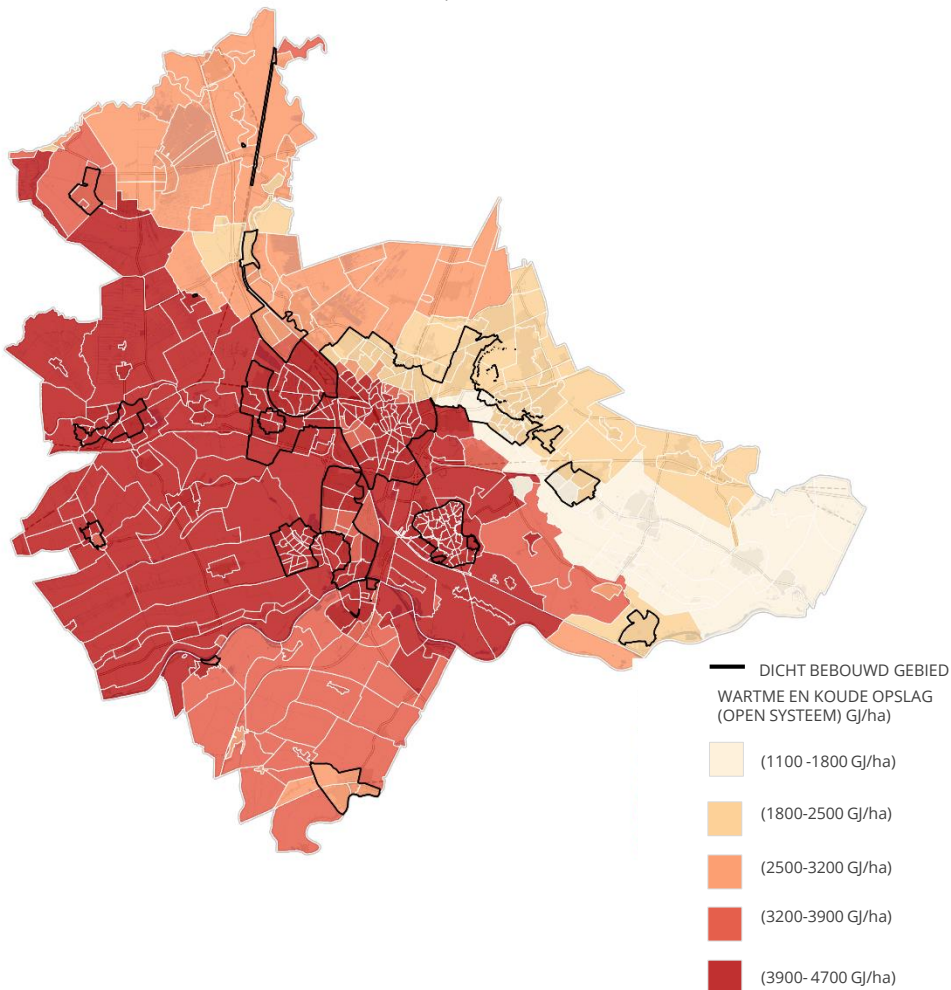 DICHT BEBOUWD GEBIED
WARTME EN KOUDE OPSLAG
(OPEN SYSTEEM) GJ/ha)
(1100 -1800 GJ/ha)
(1800-2500 GJ/ha)
(2500-3200 GJ/ha)
(3200-3900 GJ/ha)
(3900- 4700 GJ/ha)